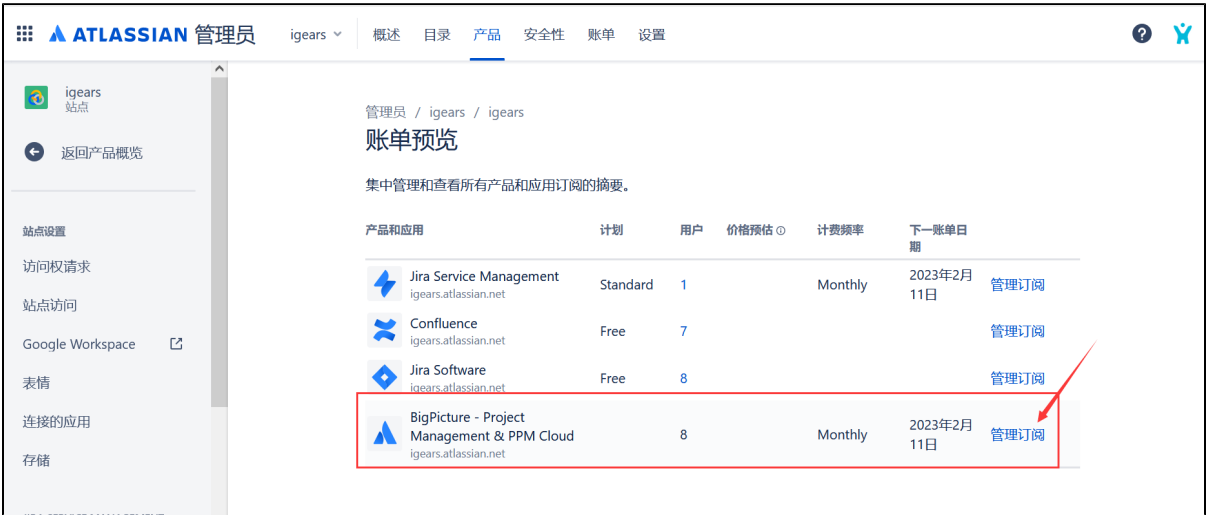 ATLASSIAN 管理员
igears
概述
目录
产品
安全性
账单
设置
igears
站点
返回产品概览
站点设置
访问权请求
站点访问
Google Workspace
表情
连接的应用
存储
管理员 / igears / igears
账单预览
集中管理和查看所有产品和应用订阅的摘要。
产品和应用 计划 用户 价格预估 计费频率 下一账单日
期
Jira Service Management
igears.atlassian.net
Standard 1 Monthly 2023年2月
11日
管理订阅
Confluence
igears.atlassian.net
Free 7 管理订阅
Jira Software
igears.atlassian.net
Free 8 管理订阅
BigPicture - Project
Management & PPM Cloud
igears.atlassian.net
8 Monthly 2023年2月
11日
管理订阅